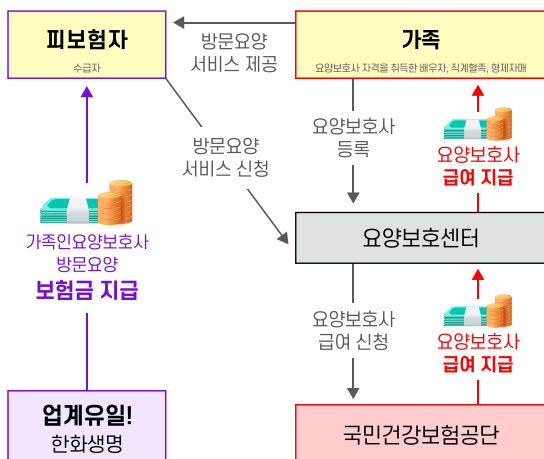 피보험자
수급자
방문요양
서비스 제공
가족
요양보호사 자격을 취득한 배우자, 직계혈족, 형제자매
방문요양
서비스 신청
요양보호사
등록
요양보호사
급여 지급
요양보호센터
가족인요양보호사
방문요양
보험금 지급
요양보호사
급여 신청
요양보호사
급여 지급
업계유일!
한화생명
국민건강보험공단